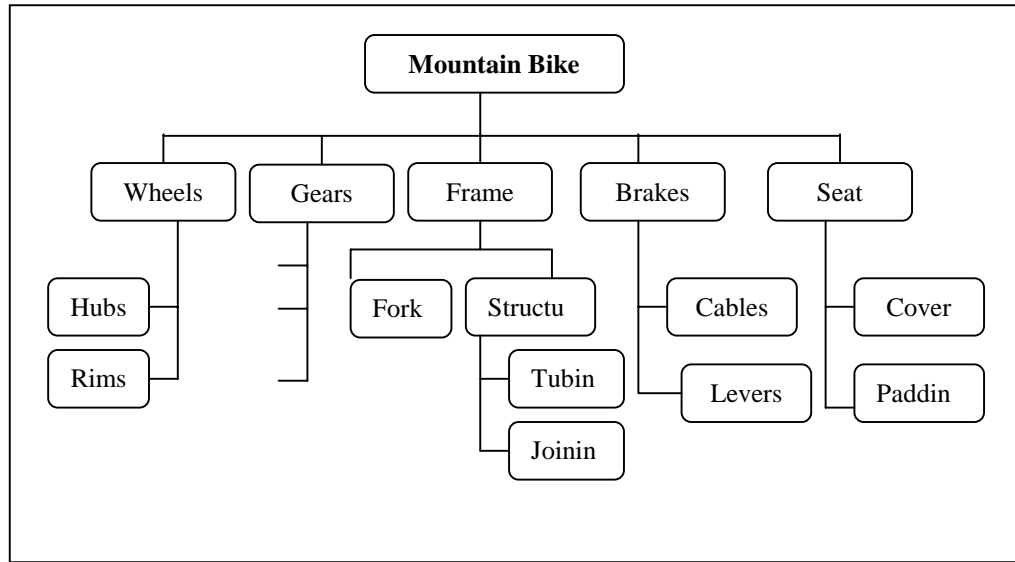 Mountain Bike
Wheels
Gears
Frame
Brakes
Seat
Hubs
Rims
Fork
Structu
Tubin
Joinin
Cables
Levers
Cover
Paddin